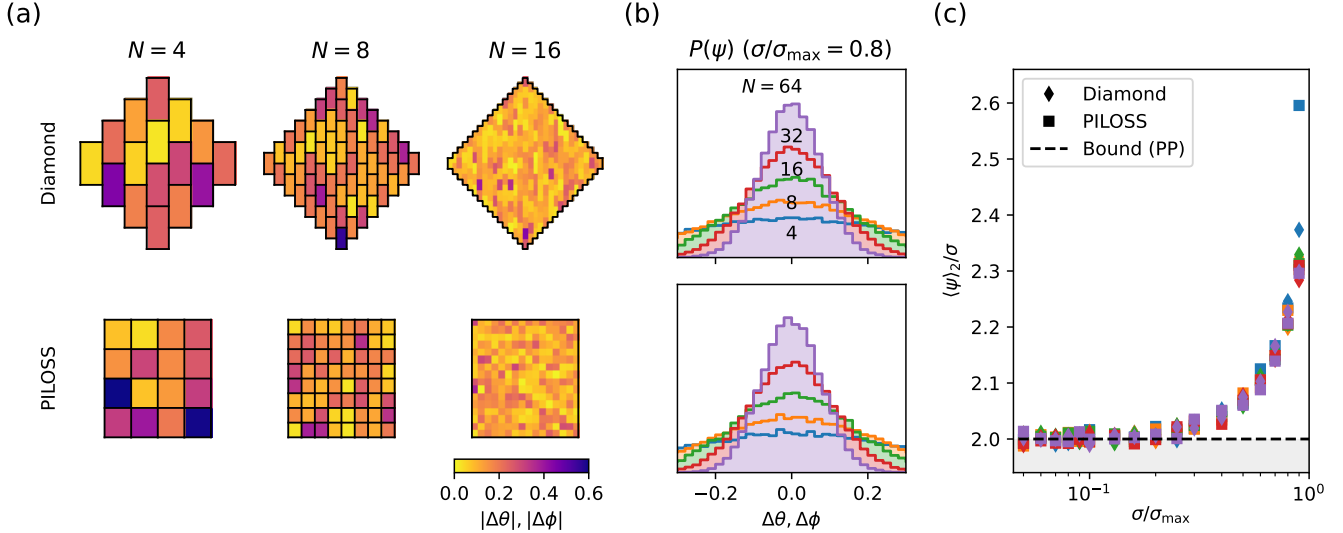 (a)
N = 4
N = 8
N = 16
Diamond
PILOSS
0.0 0.2 0.4 0.6
|Δθ|, |Δϕ|
(b)
P(ψ) (σ/σmax = 0.8)
N = 64
32
16
8
4
−0.2 0.0 0.2
Δθ, Δϕ
(c)
Diamond
PILOSS
Bound (PP)
2.6
2.5
2.4
2.3
2.2
2.1
2.0
⟨ψ⟩₂/σ
10⁻¹ 10⁰
σ/σmax